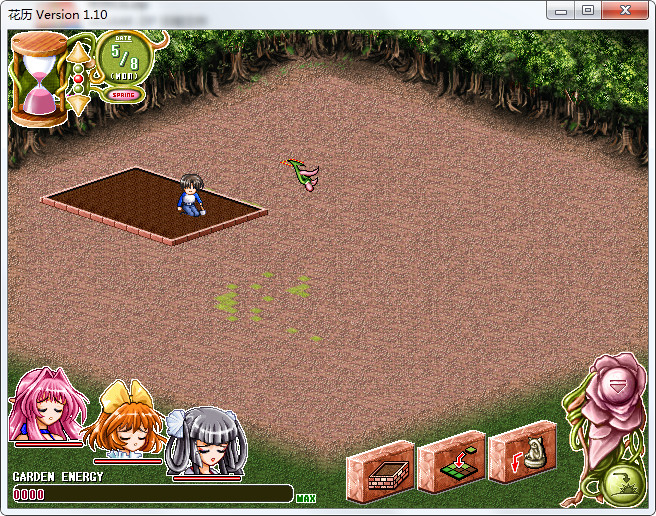 花历 Version 1.10
DATE
5/8
(MON)
SPRING
GARDEN ENERGY
0000
MAX